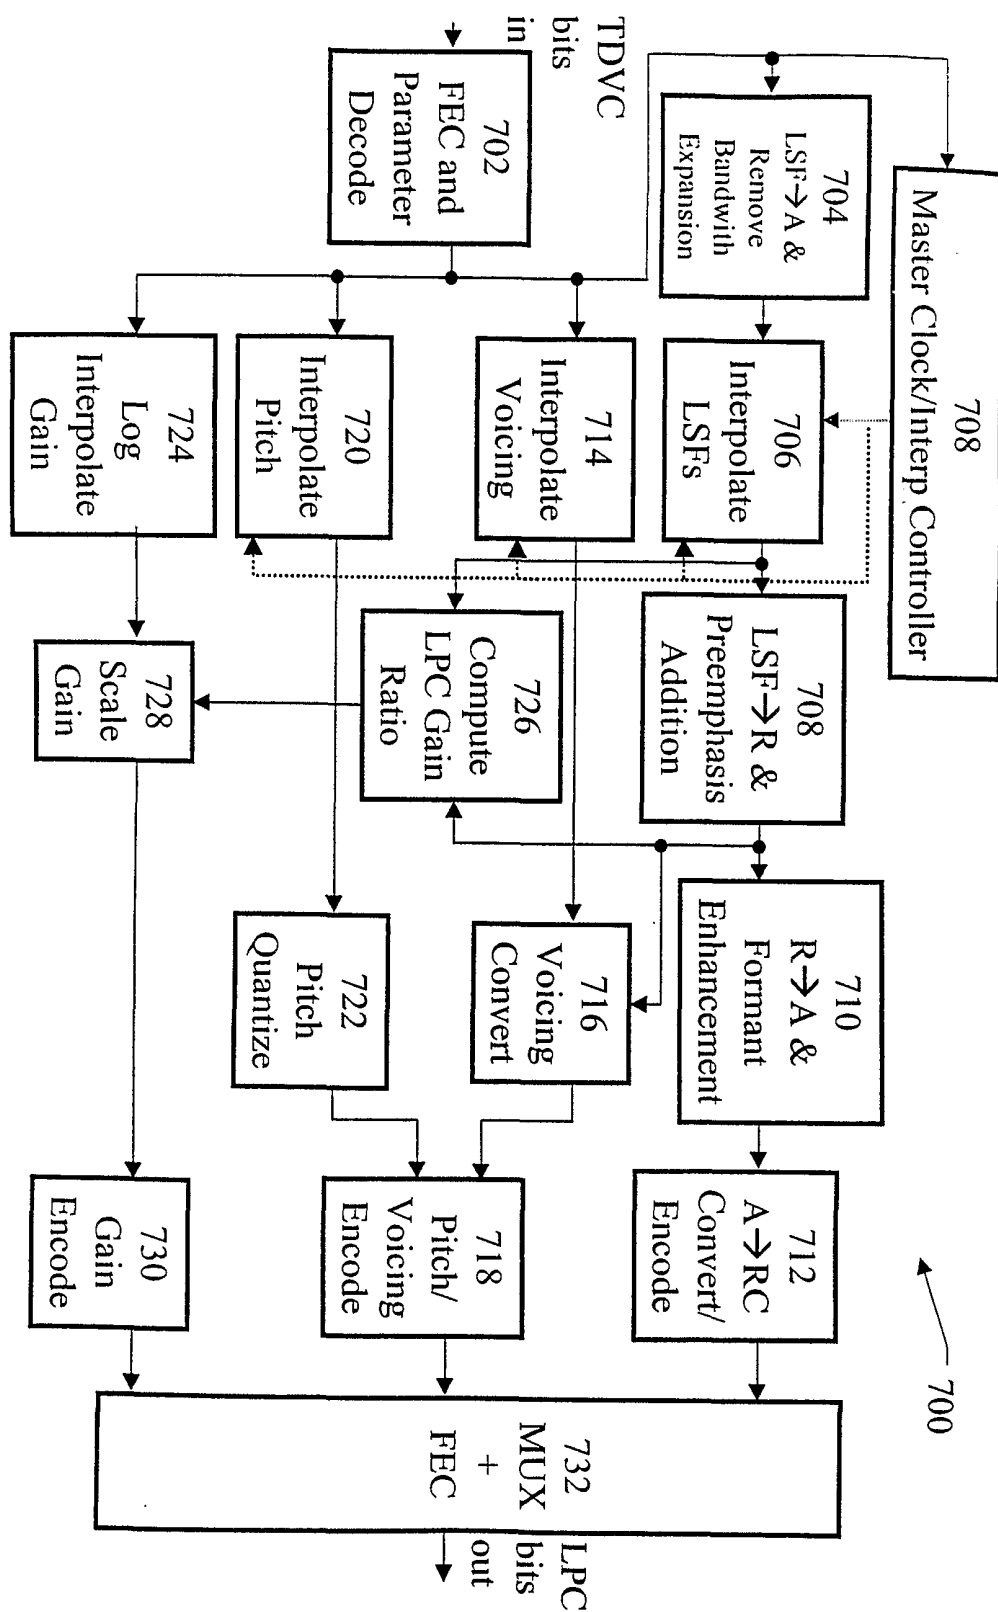 TDVC
bits
in
702
FEC and
Parameter
Decode
704
LSF→A &
Remove
Bandwith
Expansion
708
Master Clock/Interp Controller
706
Interpolate
LSFs
714
Interpolate
Voicing
720
Interpolate
Pitch
724
Log
Interpolate
Gain
708
LSF→R &
Preemphasis
Addition
726
Compute
LPC Gain
Ratio
728
Scale
Gain
710
R→A &
Formant
Enhancement
716
Voicing
Convert
722
Pitch
Quantize
712
A→RC
Convert/
Encode
718
Pitch/
Voicing
Encode
730
Gain
Encode
732
MUX
+
FEC
LPC
bits
out
700